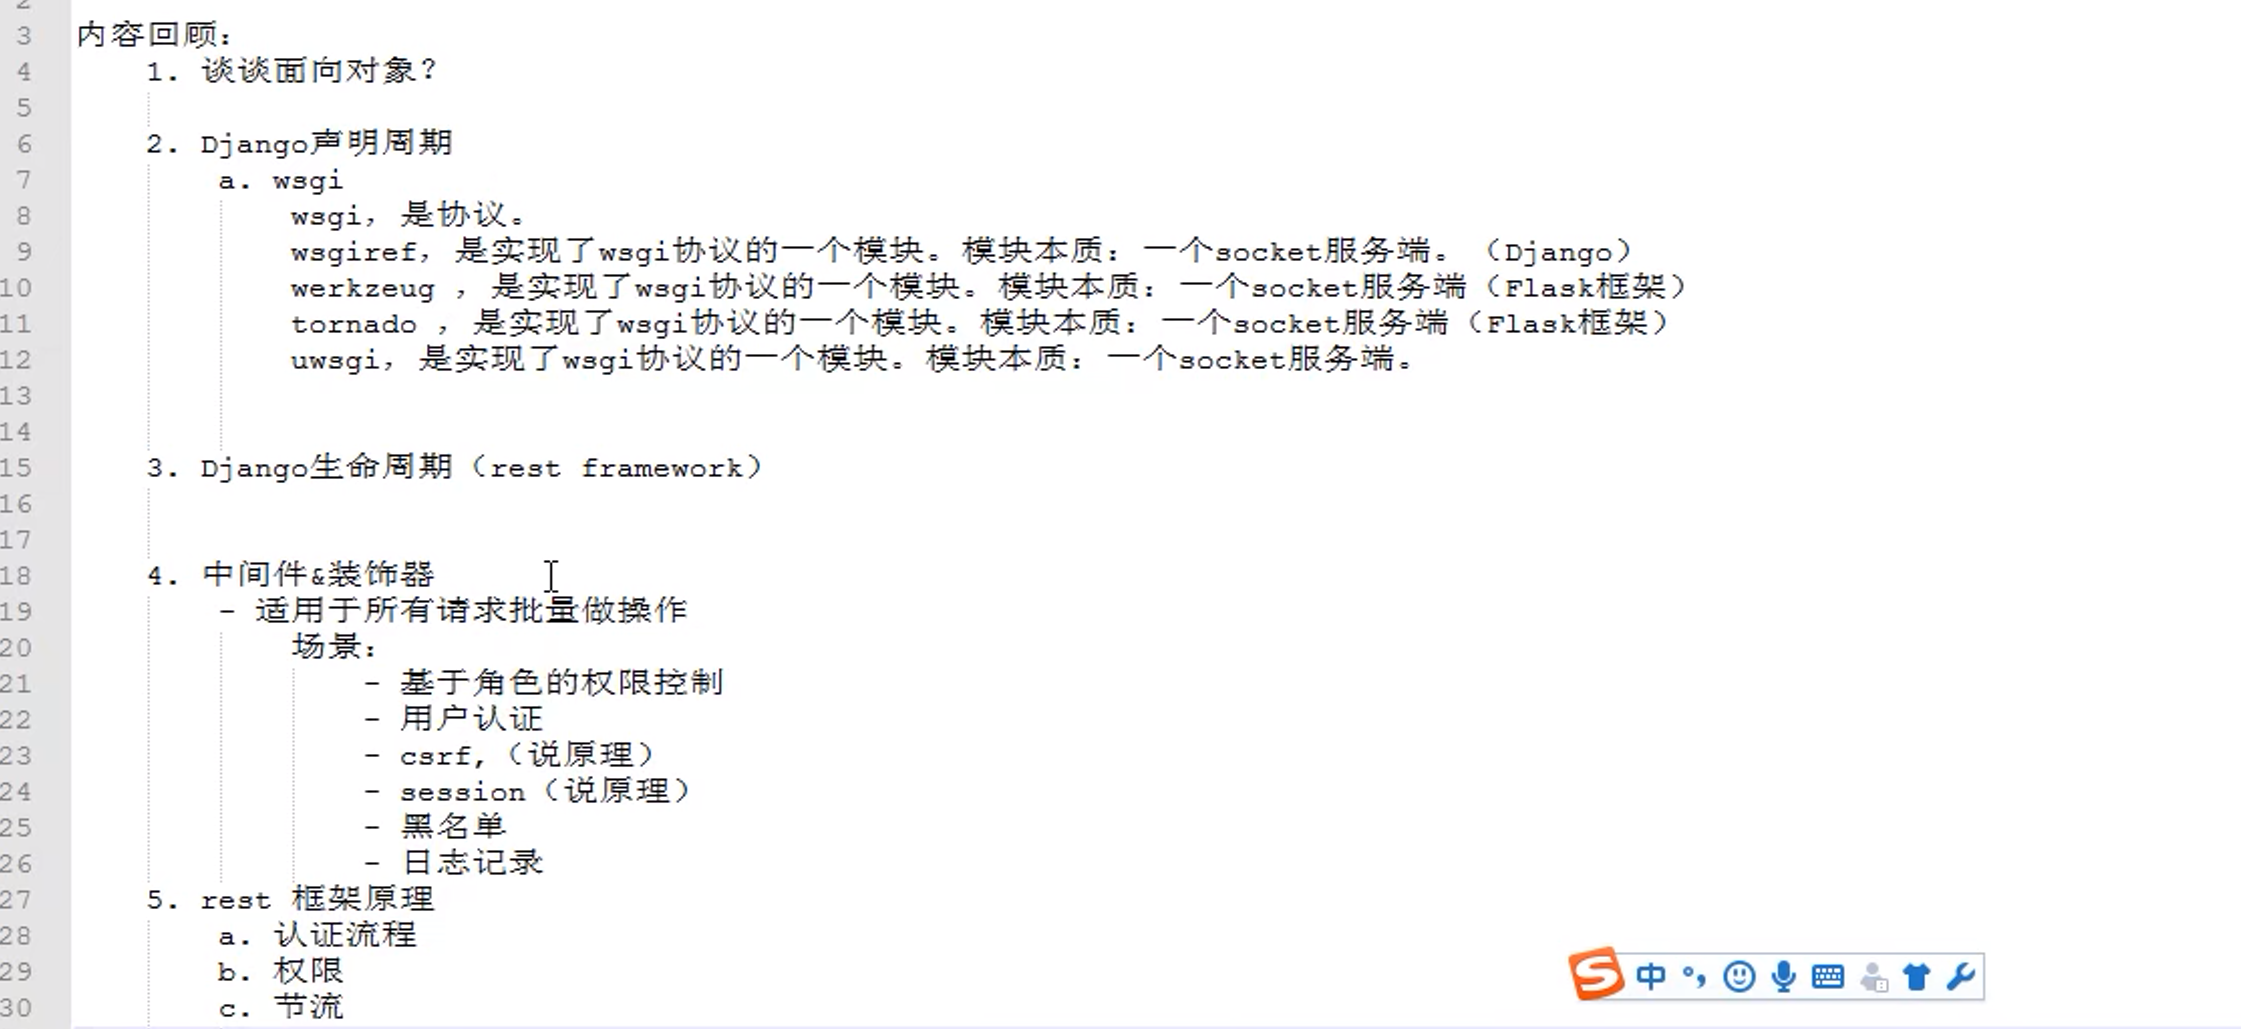 2
3 内容回顾:
4 1. 谈谈面向对象?
5
6 2. Django声明周期
7 a. wsgi
8 wsgi, 是协议。
9 wsgiref, 是实现了wsgi协议的一个模块。模块本质: 一个socket服务端。(Django)
10 werkzeug , 是实现了wsgi协议的一个模块。模块本质: 一个socket服务端(Flask框架)
11 tornado , 是实现了wsgi协议的一个模块。模块本质: 一个socket服务端(Flask框架)
12 uwsgi, 是实现了wsgi协议的一个模块。模块本质: 一个socket服务端。
13
14
15 3. Django生命周期(rest framework)
16
17
18 4. 中间件&装饰器
19 - 适用于所有请求批量做操作
20 场景:
21 - 基于角色的权限控制
22 - 用户认证
23 - csrf,(说原理)
24 - session(说原理)
25 - 黑名单
26 - 日志记录
27 5. rest 框架原理
28 a. 认证流程
29 b. 权限
30 c. 节流
S 中